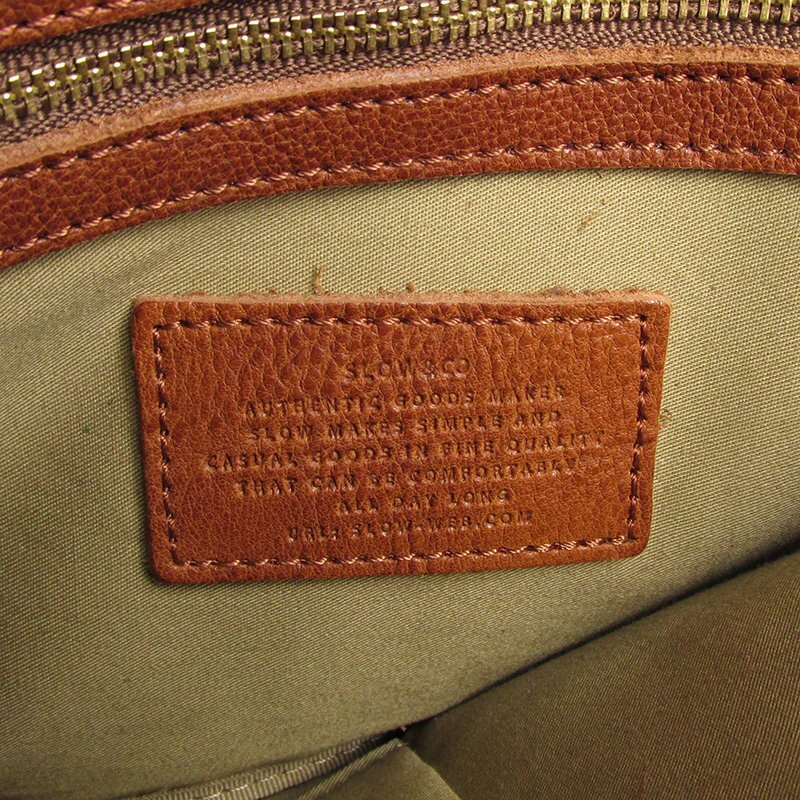 SLOW&CO
AUTHENTIC GOODS MAKER
SLOW MAKES SIMPLE AND
CASUAL GOODS IN FINE QUALITY
THAT CAN BE COMFORTABLY
ALL DAY LONG
URL: SLOW-WEB.COM